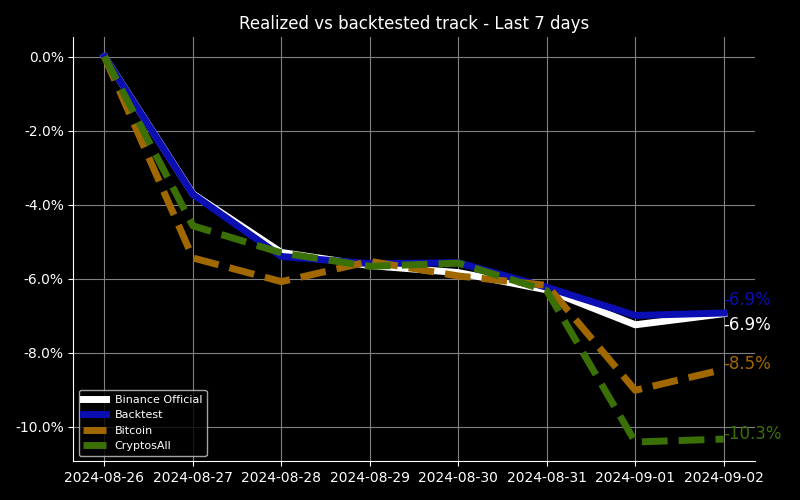 Realized vs backtested track - Last 7 days
0.0%
-2.0%
-4.0%
-6.0%
-8.0%
-10.0%
-6.9%
-6.9%
-8.5%
-10.3%
Binance Official
Backtest
Bitcoin
CryptosAll
2024-08-26 2024-08-27 2024-08-28 2024-08-29 2024-08-30 2024-08-31 2024-09-01 2024-09-02